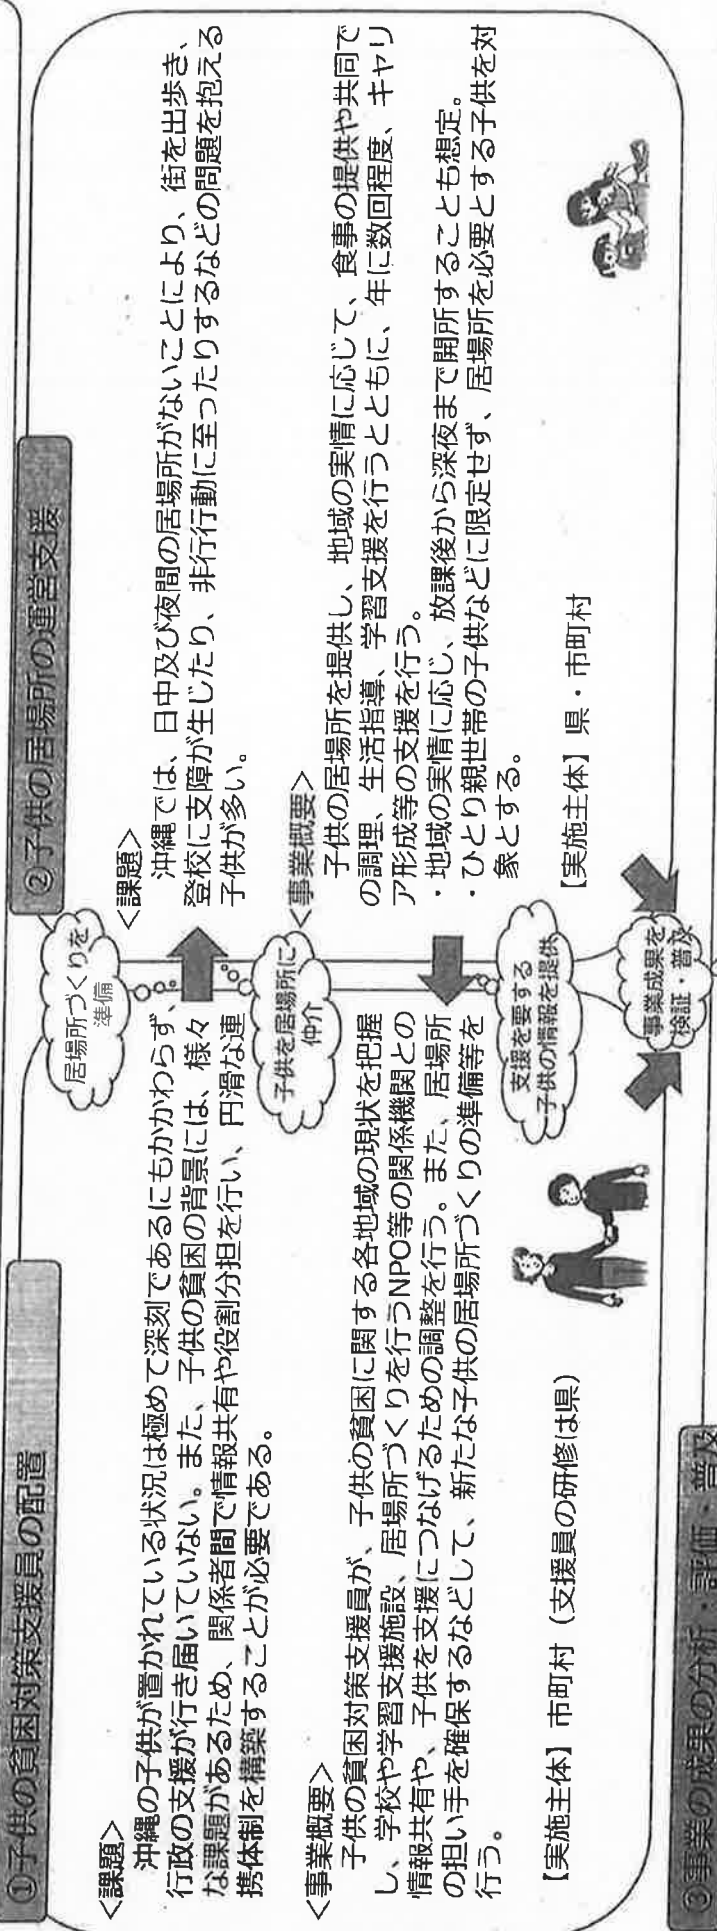 ①子供の貧困対策支援員の配置
<課題>
沖縄の子供が置かれている状況は極めて深刻であるにもかかわらず、
行政の支援が行き届いていない。また、子供の貧困の背景には、様々
な課題があるため、関係者間で情報共有や役割分担を行い、円滑な連
携体制を構築することが必要である。
<事業概要>
子供の貧困対策支援員が、子供の貧困に関する各地域の現状を把握
し、学校や学習支援施設、居場所づくりを行うNPO等の関係機関との
情報共有や、子供を支援につなげるための調整を行う。また、居場所
の担い手を確保するなどして、新たな子供の居場所づくりの準備等を
行う。
【実施主体】市町村（支援員の研修は県）
居場所づくりを
準備
子供を居場所に
仲介
支援を要する
子供の情報を提供
事業成果を
検証・普及
②子供の居場所の運営支援
<課題>
沖縄では、日中及び夜間の居場所がないことにより、街を出歩き、
登校に支障が生じたり、非行行動に至ったりするなどの問題を抱える
子供が多い。
<事業概要>
子供の居場所を提供し、地域の実情に応じて、食事の提供や共同で
の調理、生活指導、学習支援を行うとともに、年に数回程度、キャリ
ア形成等の支援を行う。
・地域の実情に応じ、放課後から深夜まで開所することも想定。
・ひとり親世帯の子供などに限定せず、居場所を必要とする子供を対
象とする。
【実施主体】県・市町村
③事業の成果の分析・評価・普及